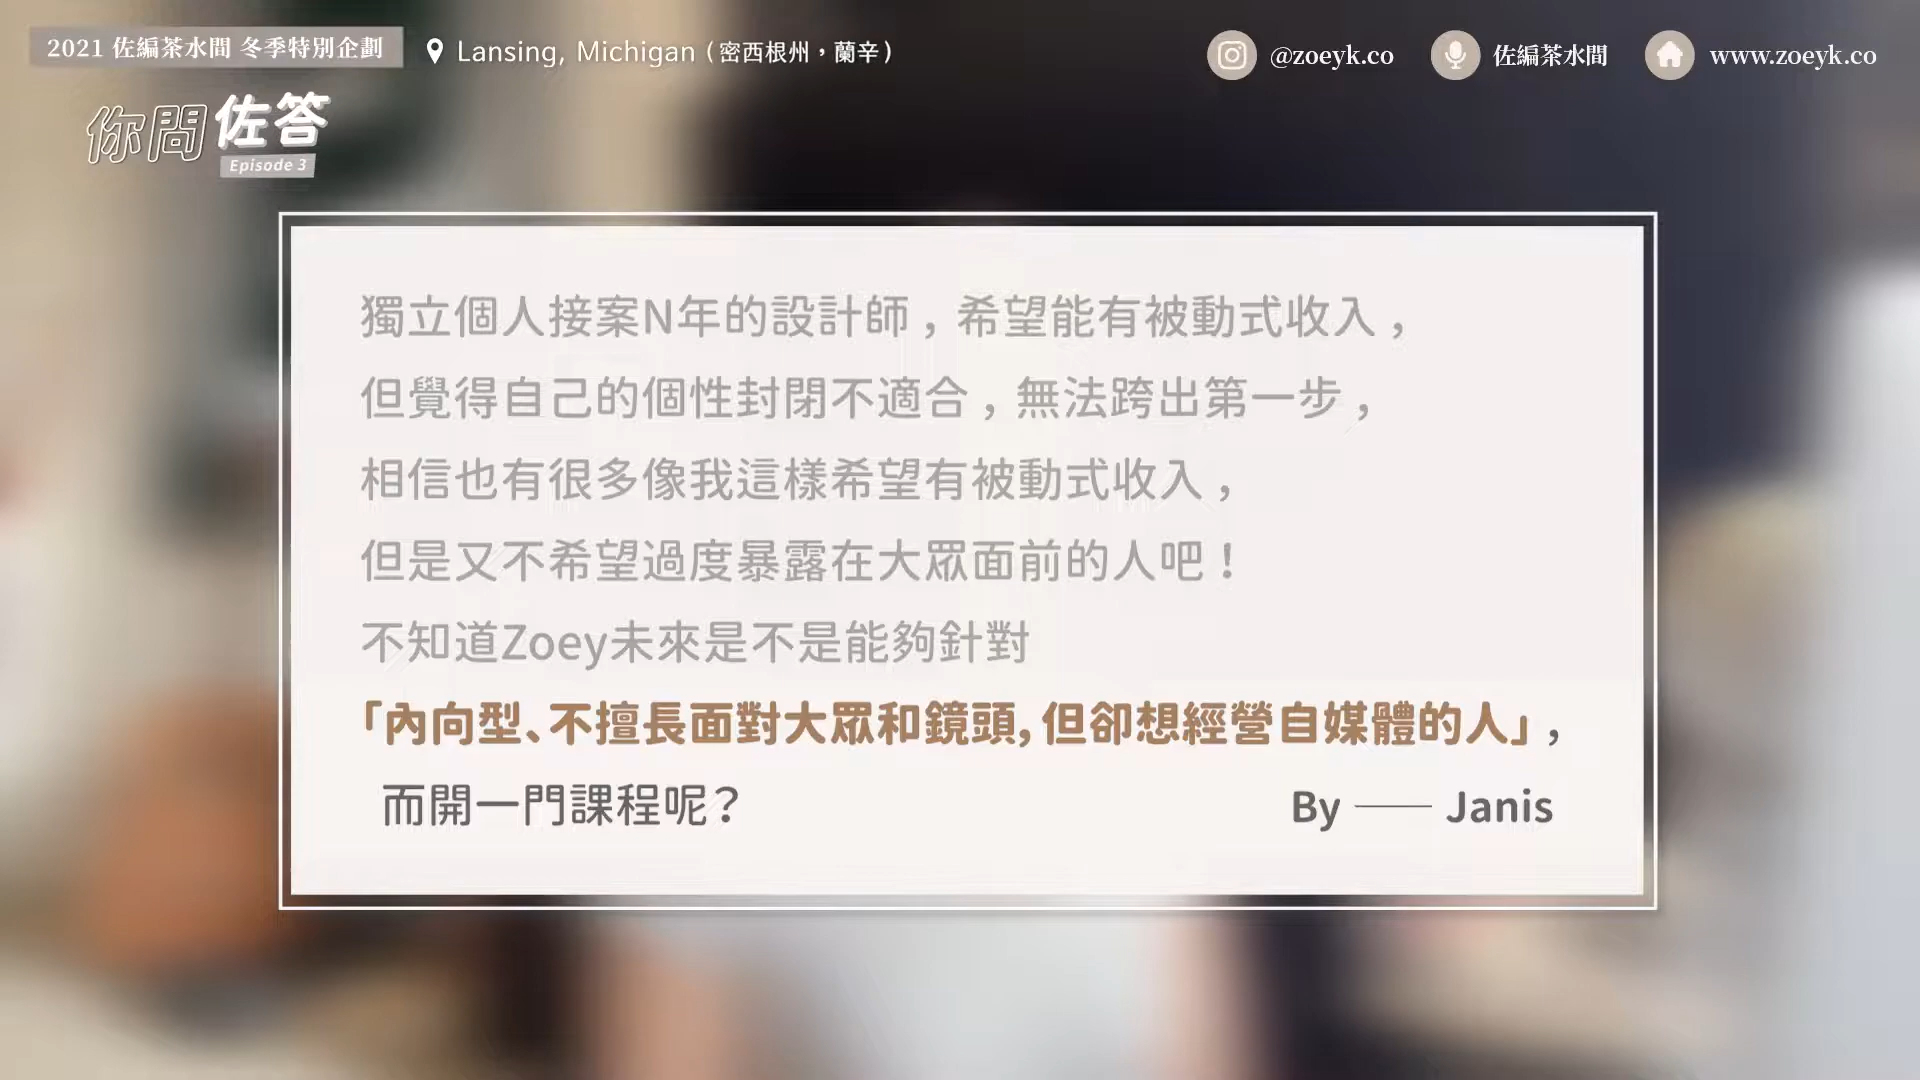 2021 佐編茶水間 冬季特別企劃
Lansing, Michigan（密西根州，蘭辛）
@zoeyk.co
佐編茶水間
www.zoeyk.co
你問佐答
Episode 3
獨立個人接案N年的設計師，希望能有被動式收入，
但覺得自己的個性封閉不適合，無法跨出第一步，
相信也有很多像我這樣希望有被動式收入，
但是又不希望過度暴露在大眾面前的人吧！
不知道Zoey未來是不是能夠針對
「內向型、不擅長面對大眾和鏡頭，但卻想經營自媒體的人」，
而開一門課程呢？
By —— Janis